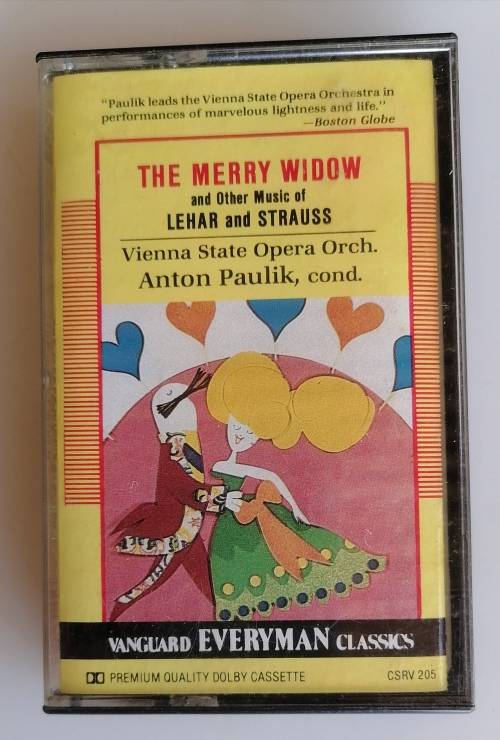 "Paulik leads the Vienna State Opera Orchestra in
performances of marvelous lightness and life."
—Boston Globe
THE MERRY WIDOW
and Other Music of
LEHAR and STRAUSS
Vienna State Opera Orch.
Anton Paulik, cond.
VANGUARD EVERYMAN CLASSICS
PREMIUM QUALITY DOLBY CASSETTE
CSRV 205